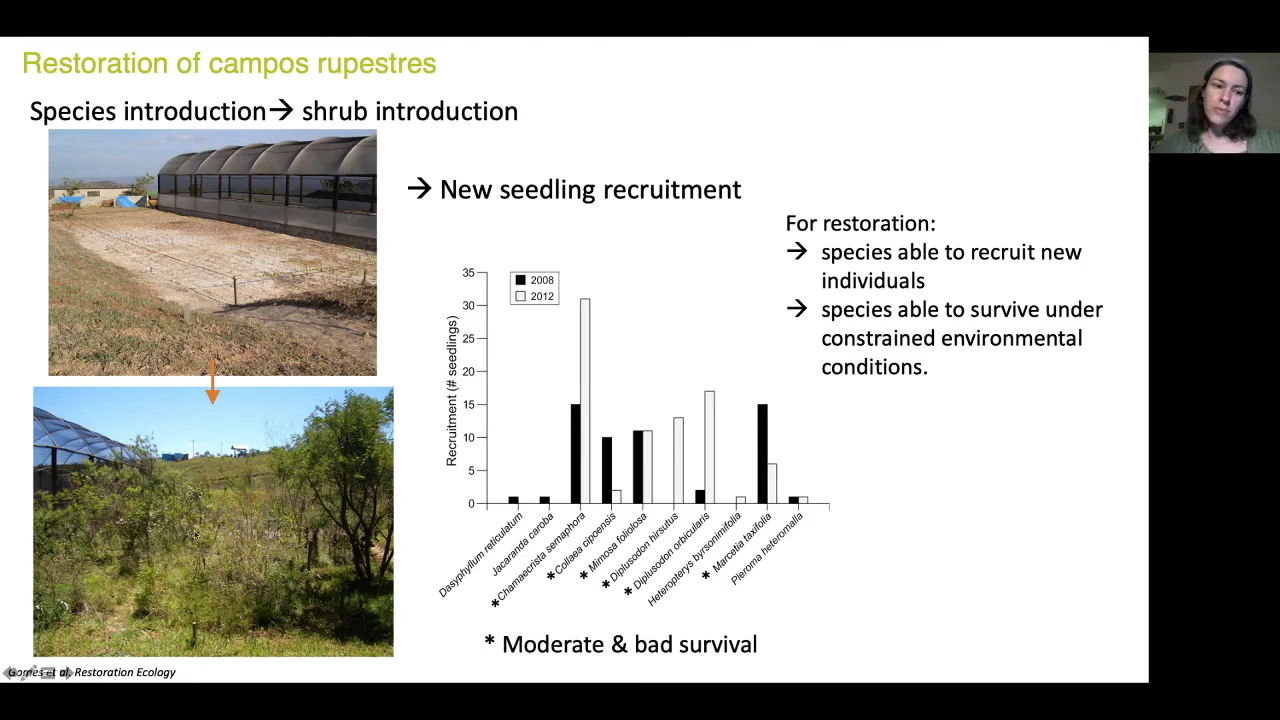 Restoration of campos rupestres
Species introduction→ shrub introduction
→ New seedling recruitment
For restoration:
→ species able to recruit new
individuals
→ species able to survive under
constrained environmental
conditions.
Recruitment (# seedlings)
35
30
25
20
15
10
5
0
2008
2012
Dasyphyllum reticulatum
Jacaranda caroba
*Chamaecrista semaphora
*Collaea cipoensis
* Mimosa foliolosa
* Diplusodon hirsutus
* Diplusodon orbicularis
Heteropterys byrsonimifolia
* Marcetia taxifolia
Pleroma heteromalla
* Moderate & bad survival
Gomes et al. Restoration Ecology